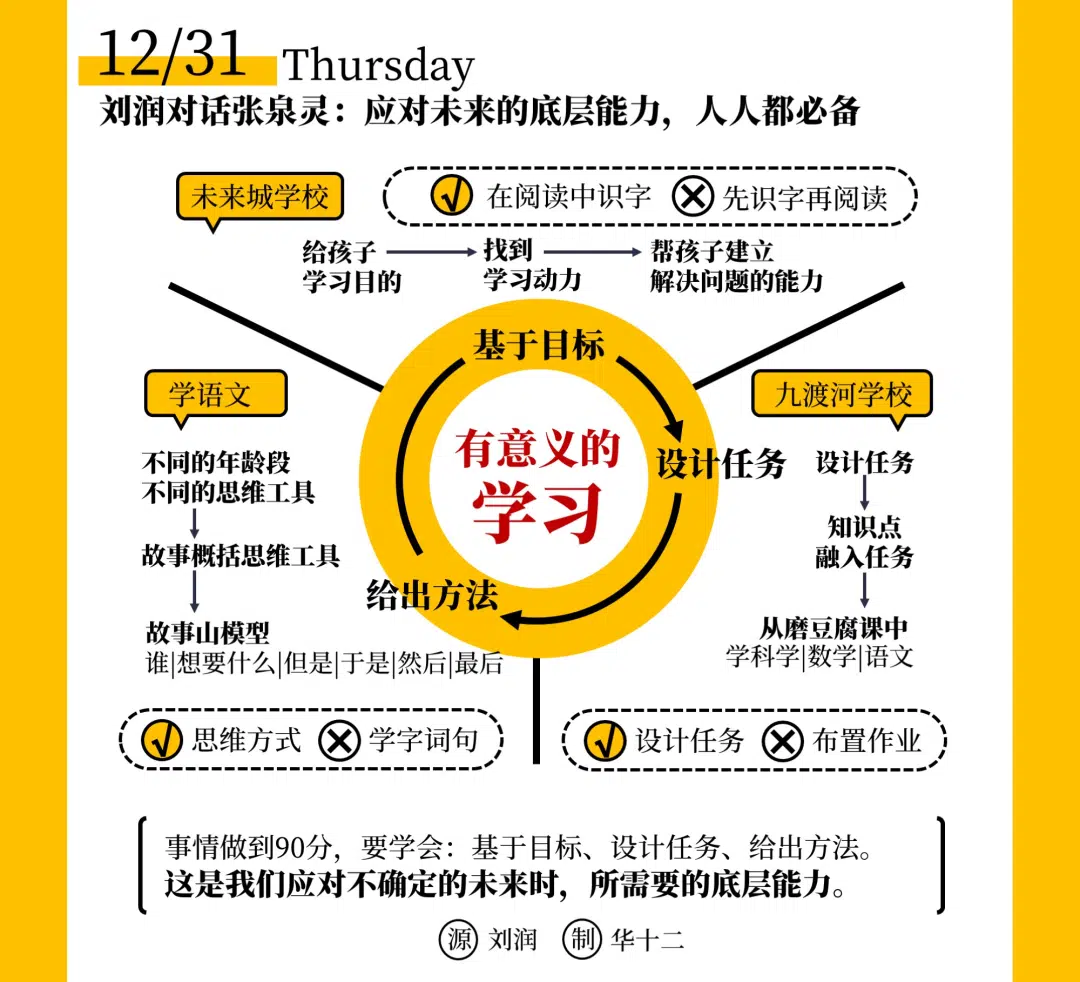 12/31 Thursday
刘润对话张泉灵：应对未来的底层能力，人人都必备
未来城学校
在阅读中识字 先识字再阅读
给孩子
学习目的
找到
学习动力
帮孩子建立
解决问题的能力
基于目标
设计任务
给出方法
有意义的
学习
学语文
不同的年龄段
不同的思维工具
故事概括思维工具
故事山模型
谁|想要什么|但是|于是|然后|最后
思维方式 学字词句
九渡河学校
设计任务
知识点
融入任务
从磨豆腐课中
学科学|数学|语文
设计任务 布置作业
事情做到90分，要学会：基于目标、设计任务、给出方法。
这是我们应对不确定的未来时，所需要的底层能力。
源 刘润 制 华十二